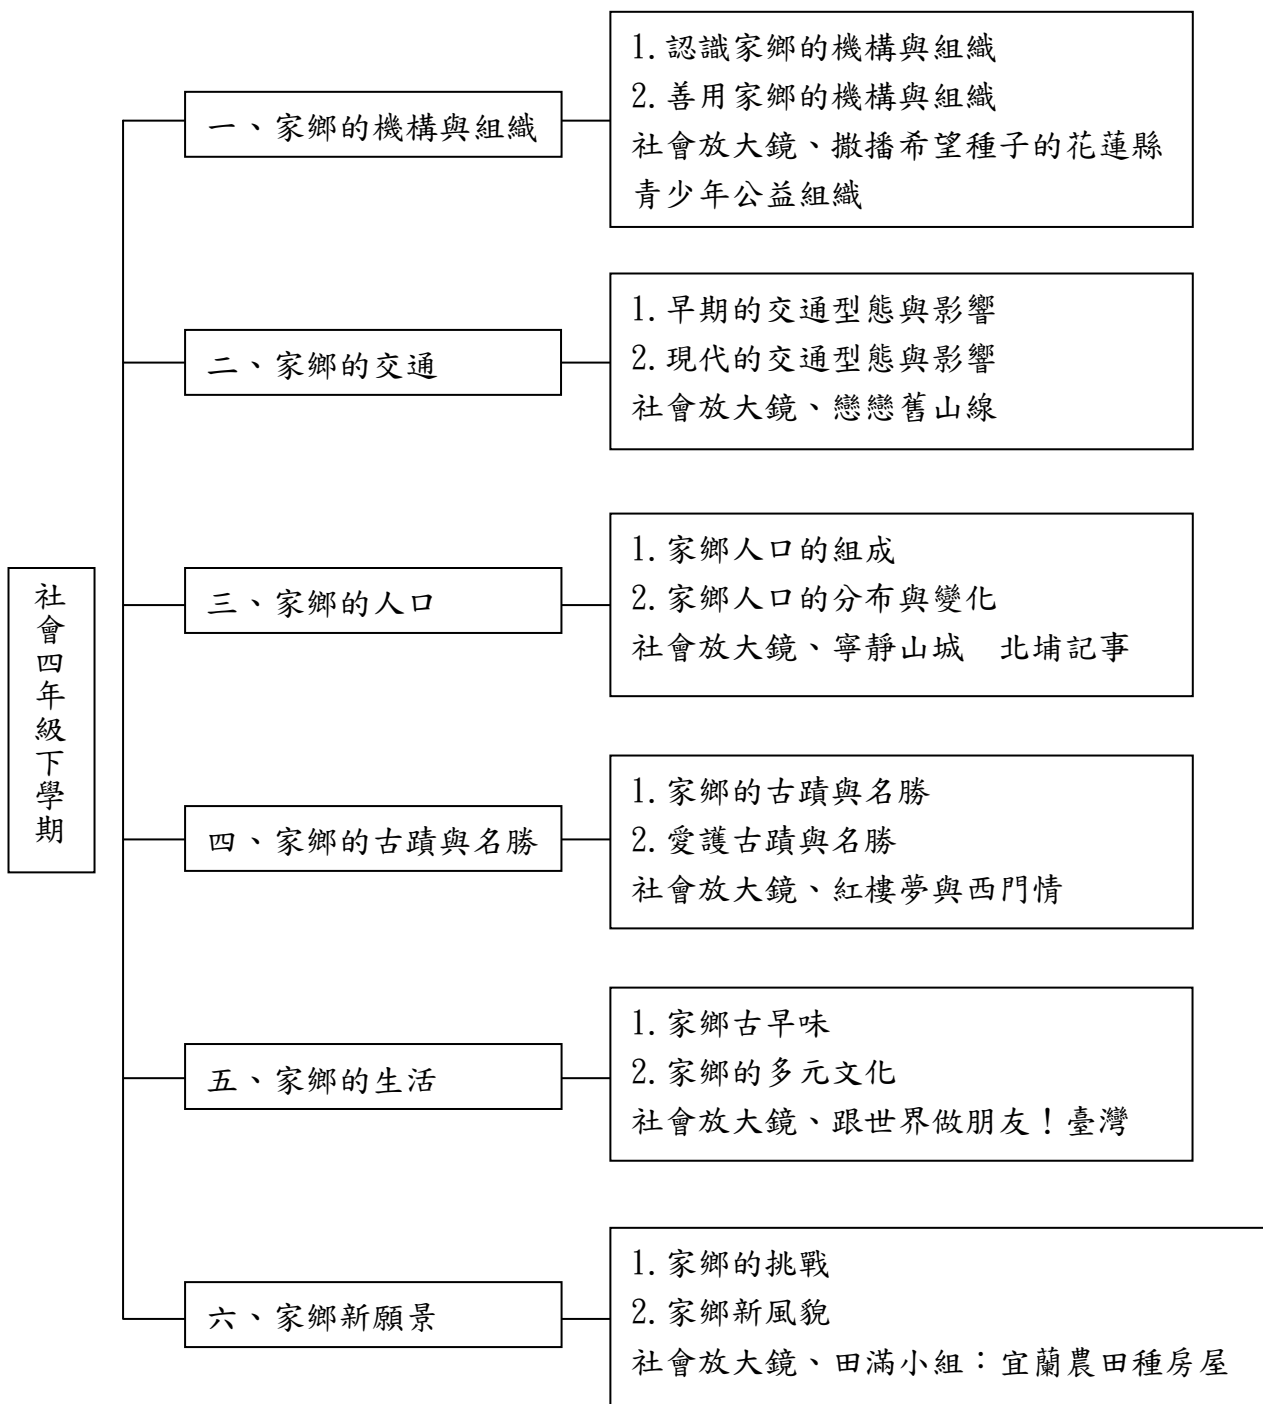 社會四年級下學期
一、家鄉的機構與組織
1.認識家鄉的機構與組織
2.善用家鄉的機構與組織
社會放大鏡、撒播希望種子的花蓮縣
青少年公益組織
二、家鄉的交通
1.早期的交通型態與影響
2.現代的交通型態與影響
社會放大鏡、戀戀舊山線
三、家鄉的人口
1.家鄉人口的組成
2.家鄉人口的分布與變化
社會放大鏡、寧靜山城　北埔記事
四、家鄉的古蹟與名勝
1.家鄉的古蹟與名勝
2.愛護古蹟與名勝
社會放大鏡、紅樓夢與西門情
五、家鄉的生活
1.家鄉古早味
2.家鄉的多元文化
社會放大鏡、跟世界做朋友！臺灣
六、家鄉新願景
1.家鄉的挑戰
2.家鄉新風貌
社會放大鏡、田滿小組：宜蘭農田種房屋